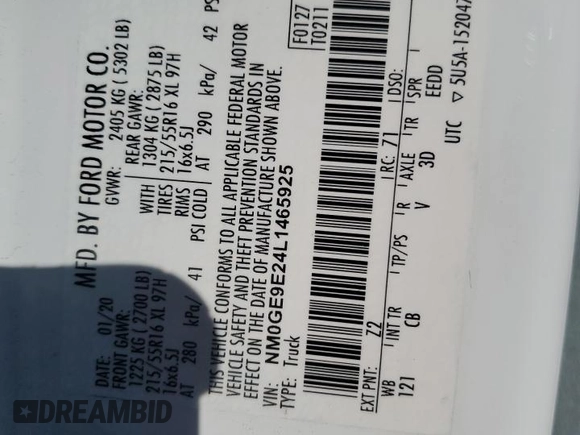 MFD. BY FORD MOTOR CO.
DATE: 01/20 GVWR: 2405 KG ( 5302 LB)
FRONT GAWR: REAR GAWR:
1225 KG ( 2700 LB) WITH 1304 KG ( 2875 LB)
215/55R16 XL 97H TIRES 215/55R16 XL 97H
16x6.5J RIMS 16x6.5J
AT 280 kPa/ 41 PSI COLD AT 290 kPa/ 42 PS
THIS VEHICLE CONFORMS TO ALL APPLICABLE FEDERAL MOTOR
VEHICLE SAFETY AND THEFT PREVENTION STANDARDS IN
EFFECT ON THE DATE OF MANUFACTURE SHOWN ABOVE.
VIN: NM0GE9E24L1465925
TYPE: Truck
F0127
T0211
EXT PNT: Z2 RC: 71 DSO:
WB INT TR TP/PS R AXLE TR SPR
121 CB V 3D EEDD
UTC ▽ 5U5A-152047
DREAMBID